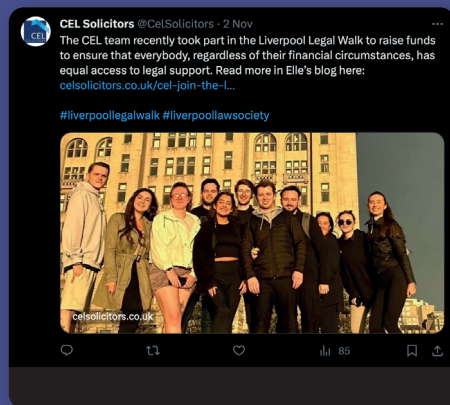 CEL Solicitors @CelSolicitors · 2 Nov
CEL
The CEL team recently took part in the Liverpool Legal Walk to raise funds
to ensure that everybody, regardless of their financial circumstances, has
equal access to legal support. Read more in Elle's blog here:
celsolicitors.co.uk/cel-join-the-l...
#liverpoollegalwalk #liverpoollawsociety
celsolicitors.co.uk
85